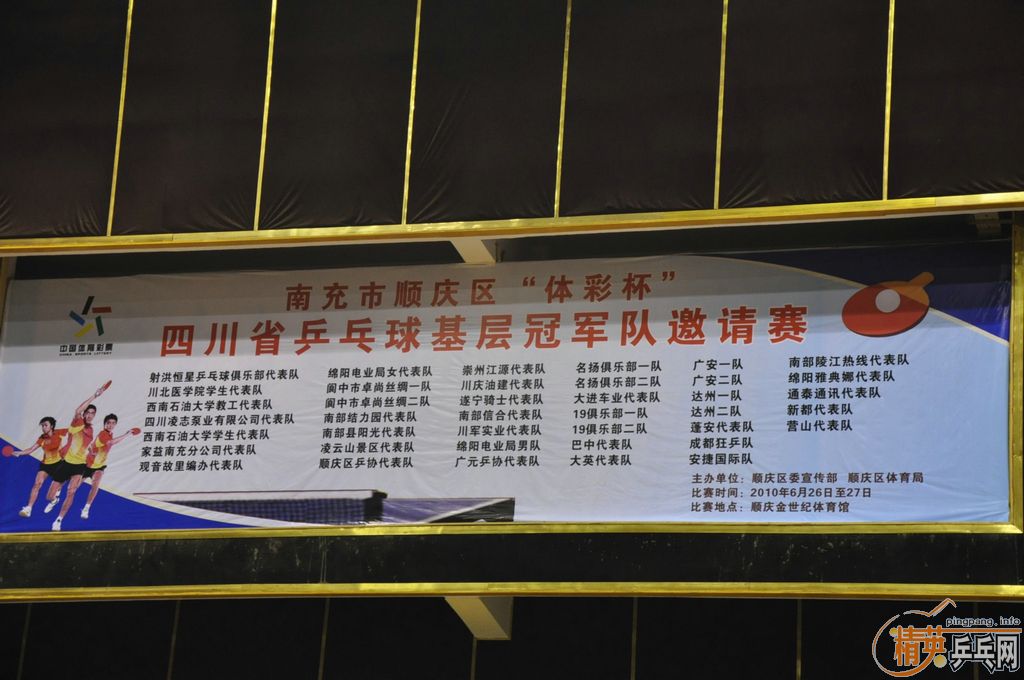 南充市顺庆区“体彩杯”
四川省乒乓球基层冠军队邀请赛
中国体育彩票
CHINA SPORTS LOTTERY
射洪恒星乒乓球俱乐部代表队
川北医学院学生代表队
西南石油大学教工代表队
四川凌志泵业有限公司代表队
西南石油大学学生代表队
家益南充分公司代表队
观音故里编办代表队
绵阳电业局女代表队
阆中市卓尚丝绸一队
阆中市卓尚丝绸二队
南部结力园代表队
南部县阳光代表队
凌云山景区代表队
顺庆区乒协代表队
崇州江源代表队
川庆油建代表队
遂宁骑士代表队
南部信合代表队
川军实业代表队
绵阳电业局男队
广元乒协代表队
名扬俱乐部一队
名扬俱乐部二队
大进车业代表队
19俱乐部一队
19俱乐部二队
巴中代表队
大英代表队
广安一队
广安二队
达州一队
达州二队
蓬安代表队
成都狂乒队
安捷国际队
南部陵江热线代表队
绵阳雅典娜代表队
通泰通讯代表队
新都代表队
营山代表队
主办单位：顺庆区委宣传部 顺庆区体育局
比赛时间：2010年6月26日至27日
比赛地点：顺庆金世纪体育馆
pingpang.info
精英乒乓网